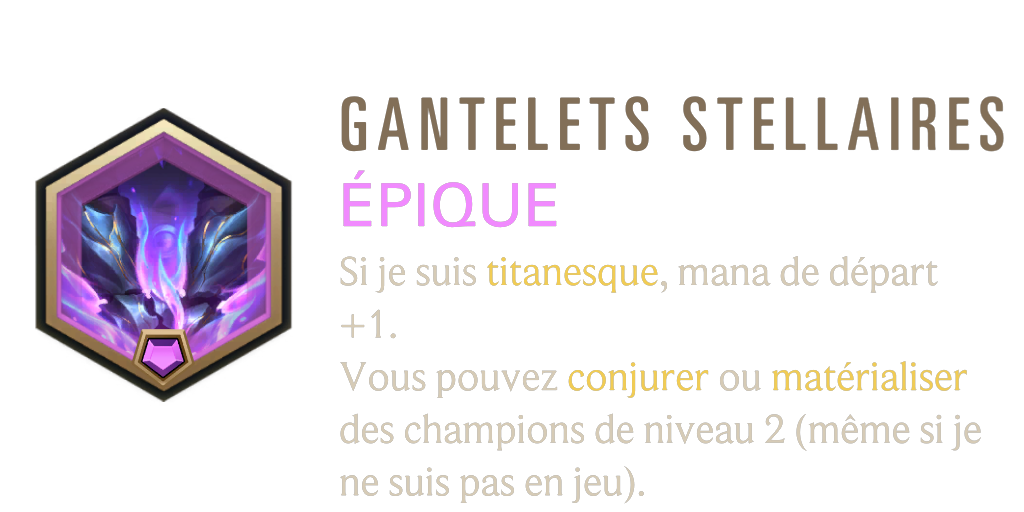 GANTELETS STELLAIRES
ÉPIQUE
Si je suis titanesque, mana de départ
+1.
Vous pouvez conjurer ou matérialiser
des champions de niveau 2 (même si je
ne suis pas en jeu).